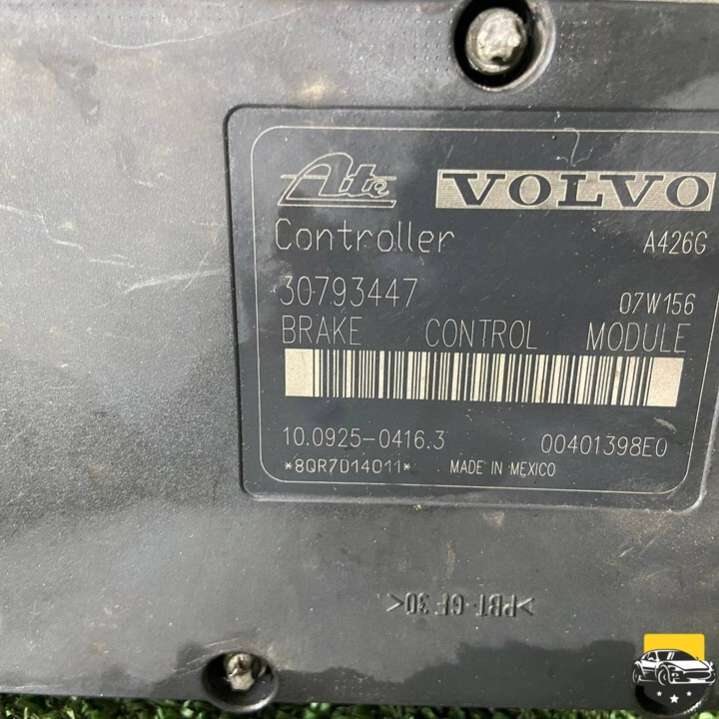 Ate VOLVO
Controller A426G
30793447 07W156
BRAKE CONTROL MODULE
10.0925-0416.3 00401398E0
*8QR7D14011* MADE IN MEXICO
>PBT-GF30<